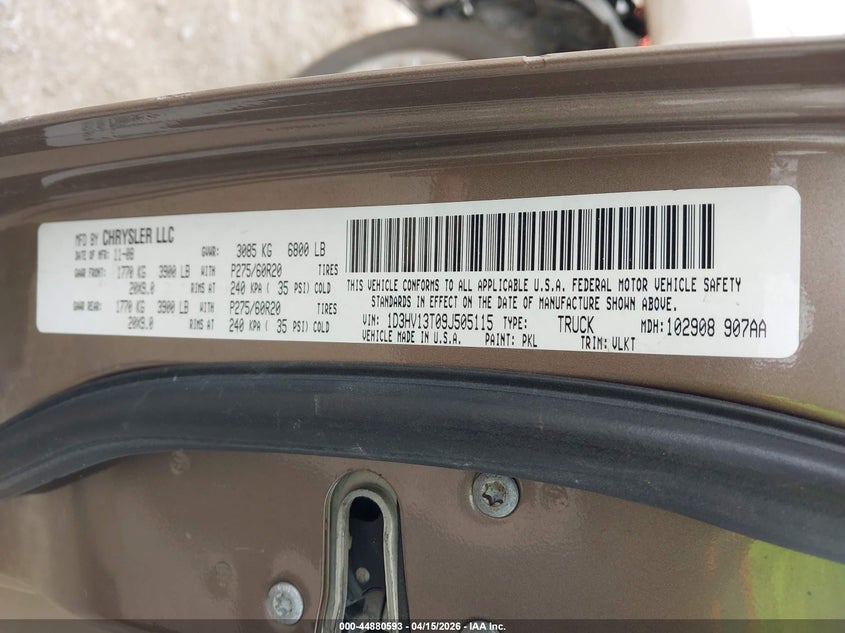 MFD BY CHRYSLER LLC
DATE OF MFR: 11-08 GVWR: 3085 KG 6800 LB
GAWR FRONT: 1770 KG 3900 LB WITH P275/60R20 TIRES
20X9.0 RIMS AT 240 KPA ( 35 PSI) COLD
GAWR REAR: 1770 KG 3900 LB WITH P275/60R20 TIRES
20X9.0 RIMS AT 240 KPA ( 35 PSI) COLD
THIS VEHICLE CONFORMS TO ALL APPLICABLE U.S.A. FEDERAL MOTOR VEHICLE SAFETY
STANDARDS IN EFFECT ON THE DATE OF MANUFACTURE SHOWN ABOVE.
VIN: 1D3HV13T09J505115 TYPE: TRUCK MDH: 102908 907AA
VEHICLE MADE IN U.S.A. PAINT: PKL TRIM: VLKT
000-44880593 - 04/15/2026 - IAA Inc.